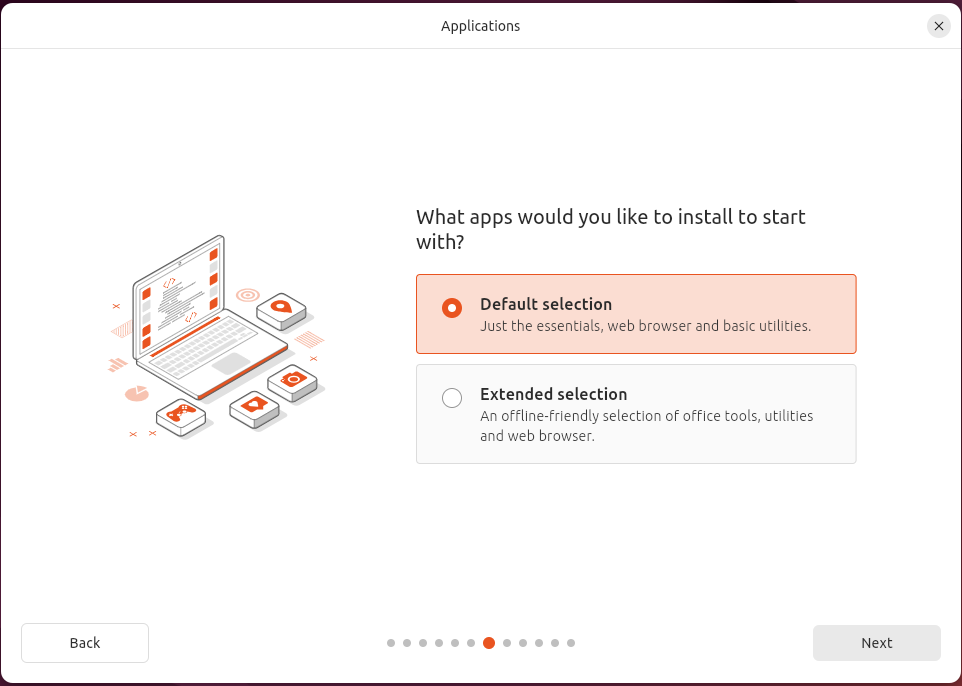 Applications
What apps would you like to install to start
with?
Default selection
Just the essentials, web browser and basic utilities.
Extended selection
An offline-friendly selection of office tools, utilities
and web browser.
Back
Next